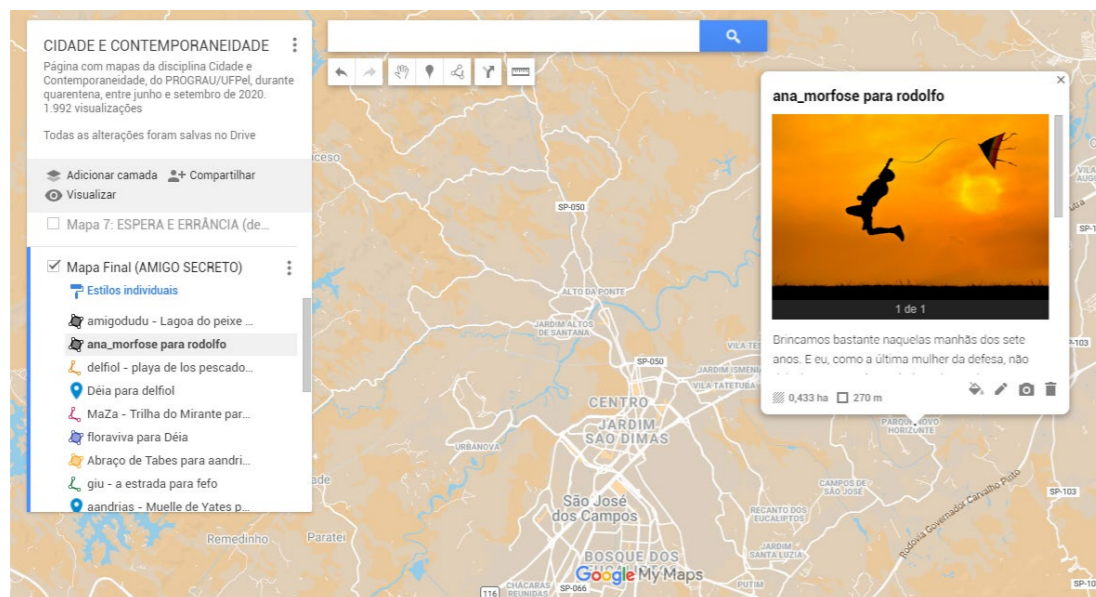 CIDADE E CONTEMPORANEIDADE
Página com mapas da disciplina Cidade e
Contemporaneidade, do PROGRAU/UFPel, durante
quarentena, entre junho e setembro de 2020.
1.992 visualizações
Todas as alterações foram salvas no Drive
Adicionar camada
Compartilhar
Visualizar
Mapa 7: ESPERA E ERRÂNCIA (de...
Mapa Final (AMIGO SECRETO)
Estilos individuais
amigodudu - Lagoa do peixe ...
ana_morfose para rodolfo
delfiol - playa de los pescado...
Déia para delfiol
MaZa - Trilha do Mirante par...
floraviva para Déia
Abraço de Tabes para aandri...
giu - a estrada para fefo
aandrias - Muelle de Yates p...
ana_morfose para rodolfo
1 de 1
Brincamos bastante naquelas manhãs dos sete
anos. E eu, como a última mulher da defesa, não
0,433 ha
270 m
SP-050
ALTO DA PONTE
JARDIM ALTOS
DE SANTANA
SP-050
JARDIM ISMENIA
VILA TATETUBA
CENTRO
JARDIM
SAO DIMAS
URBANOVA
PARQUE NOVO
HORIZONTE
CAMPOS DE
SÃO JOSÉ
SP-103
São José
dos Campos
RECANTO DOS
EUCALIPTOS
Rodovia Governador Carvalho Pinto
Remedinho
Paratei
JARDIM
SANTA LUZIA
BOSQUE DOS
Google My Maps
CHÁCARAS
REUNIDAS
SP-066
116
PUTIM